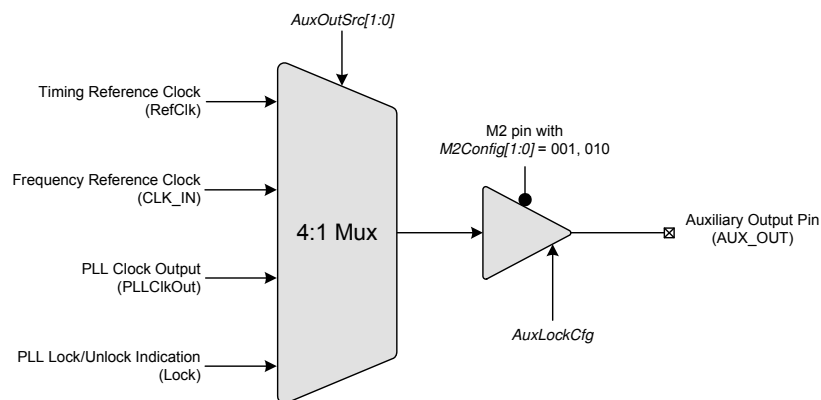 AuxOutSrc[1:0]
Timing Reference Clock
(RefClk)
Frequency Reference Clock
(CLK_IN)
PLL Clock Output
(PLLClkOut)
PLL Lock/Unlock Indication
(Lock)
4:1 Mux
M2 pin with
M2Config[1:0] = 001, 010
Auxiliary Output Pin
(AUX_OUT)
AuxLockCfg